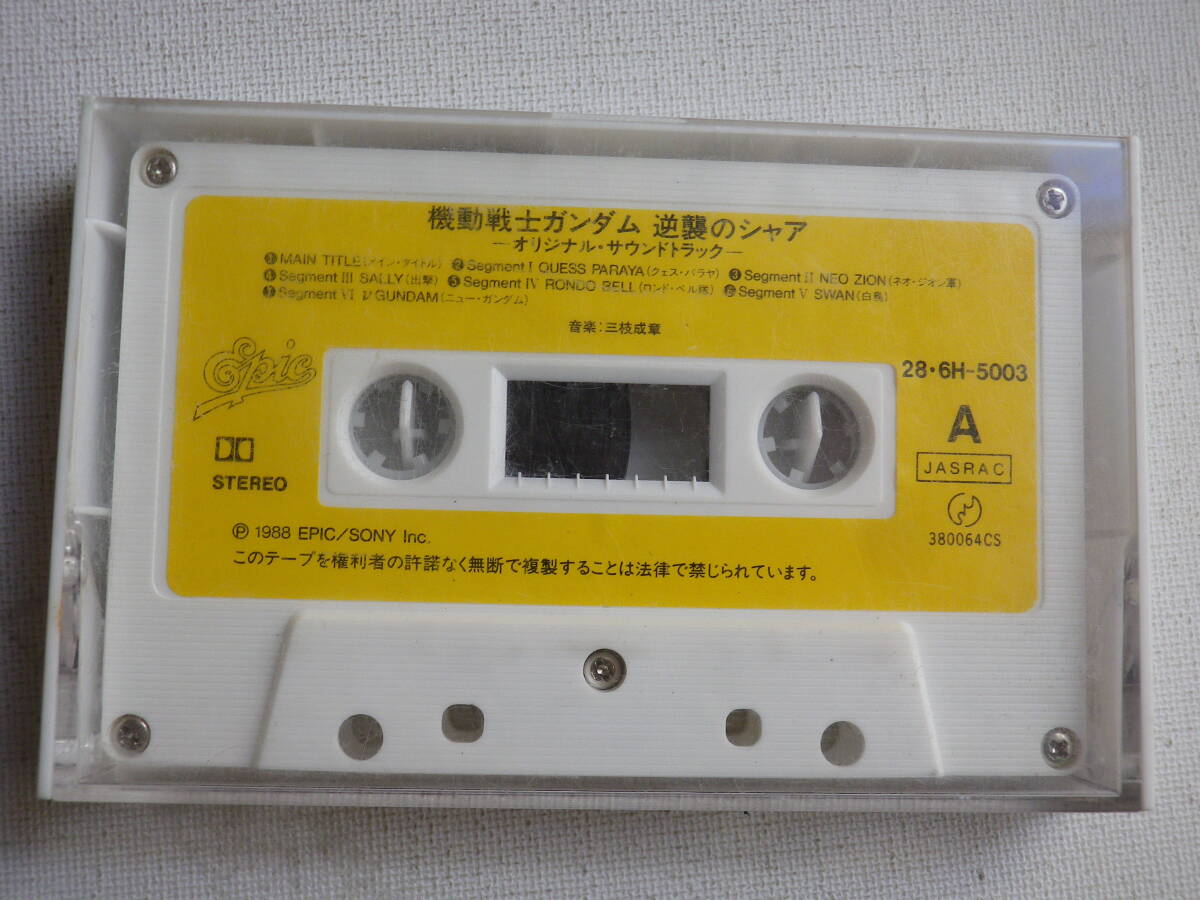 機動戦士ガンダム 逆襲のシャア
―オリジナル・サウンドトラック―
❶MAIN TITLE(メイン・タイトル) ❷Segment I QUESS PARAYA(クェス・パラヤ) ❸Segment II NEO ZION(ネオ・ジオン軍)
❹Segment III SALLY(出撃) ❺Segment IV RONDO BELL(ロンド・ベル隊) ❻Segment V SWAN(白鳥)
❼Segment VI νGUNDAM(ニュー・ガンダム)
音楽:三枝成章
Epic
28・6H-5003
A
STEREO
JASRAC
380064CS
Ⓟ 1988 EPIC/SONY Inc.
このテープを権利者の許諾なく無断で複製することは法律で禁じられています。